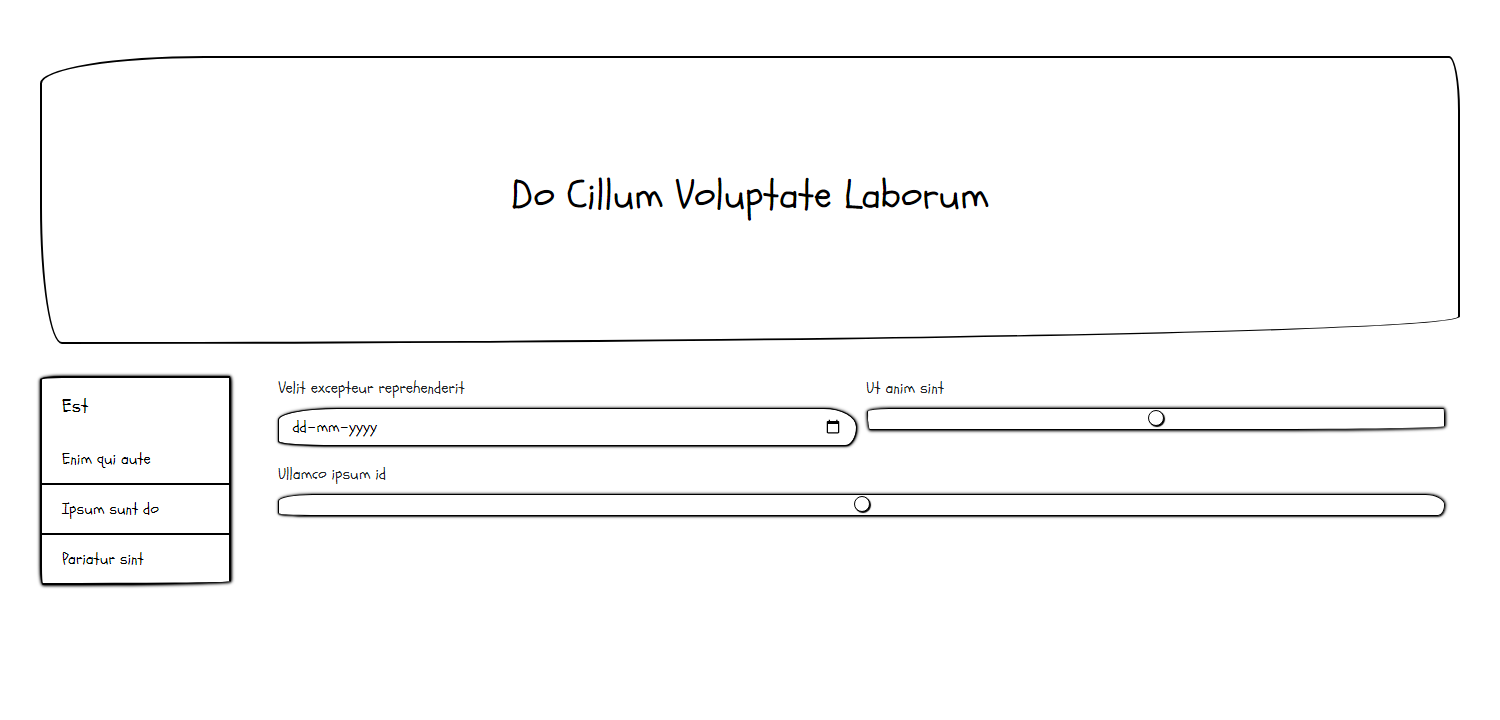 Do Cillum Voluptate Laborum
Est
Enim qui aute
Ipsum sunt do
Pariatur sint
Velit excepteur reprehenderit
dd-mm-yyyy
Ut anim sint
Ullamco ipsum id